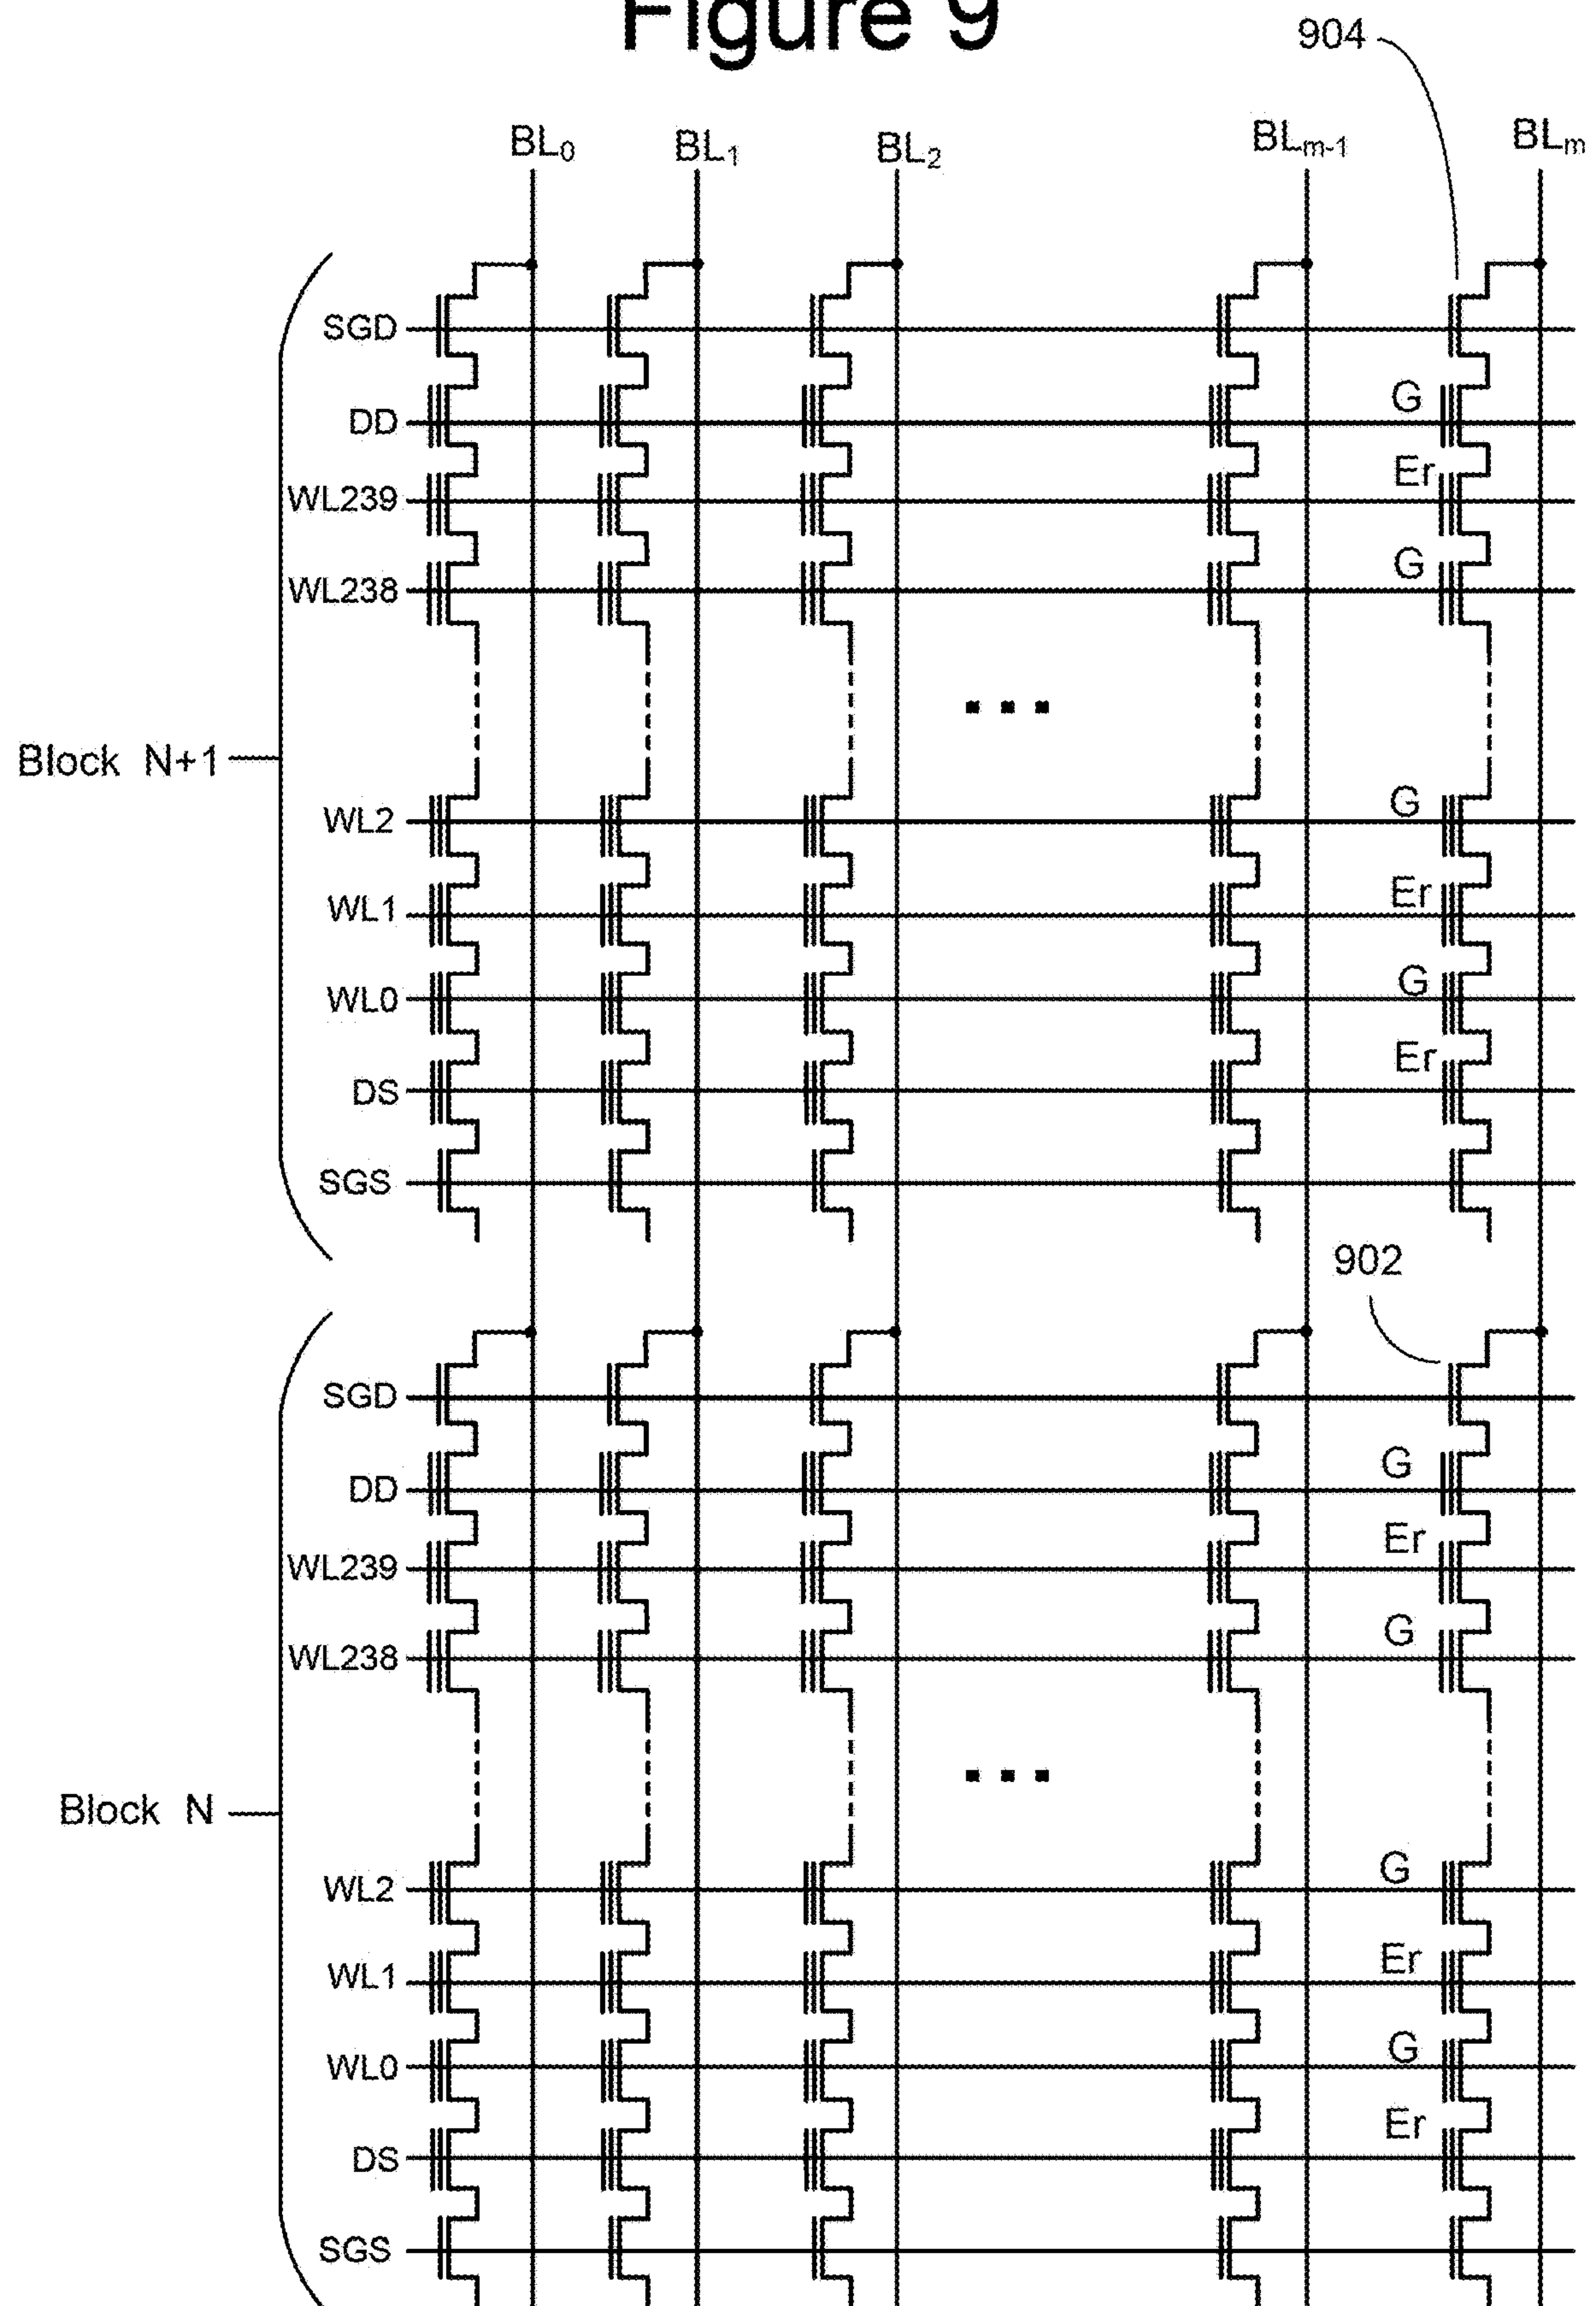 Figure 9
904
BL0 BL1 BL2 BLm-1 BLm
SGD
DD G
WL239 Er
WL238 G
Block N+1
WL2 G
WL1 Er
WL0 G
DS Er
SGS
902
SGD
DD G
WL239 Er
WL238 G
Block N
WL2 G
WL1 Er
WL0 G
DS Er
SGS